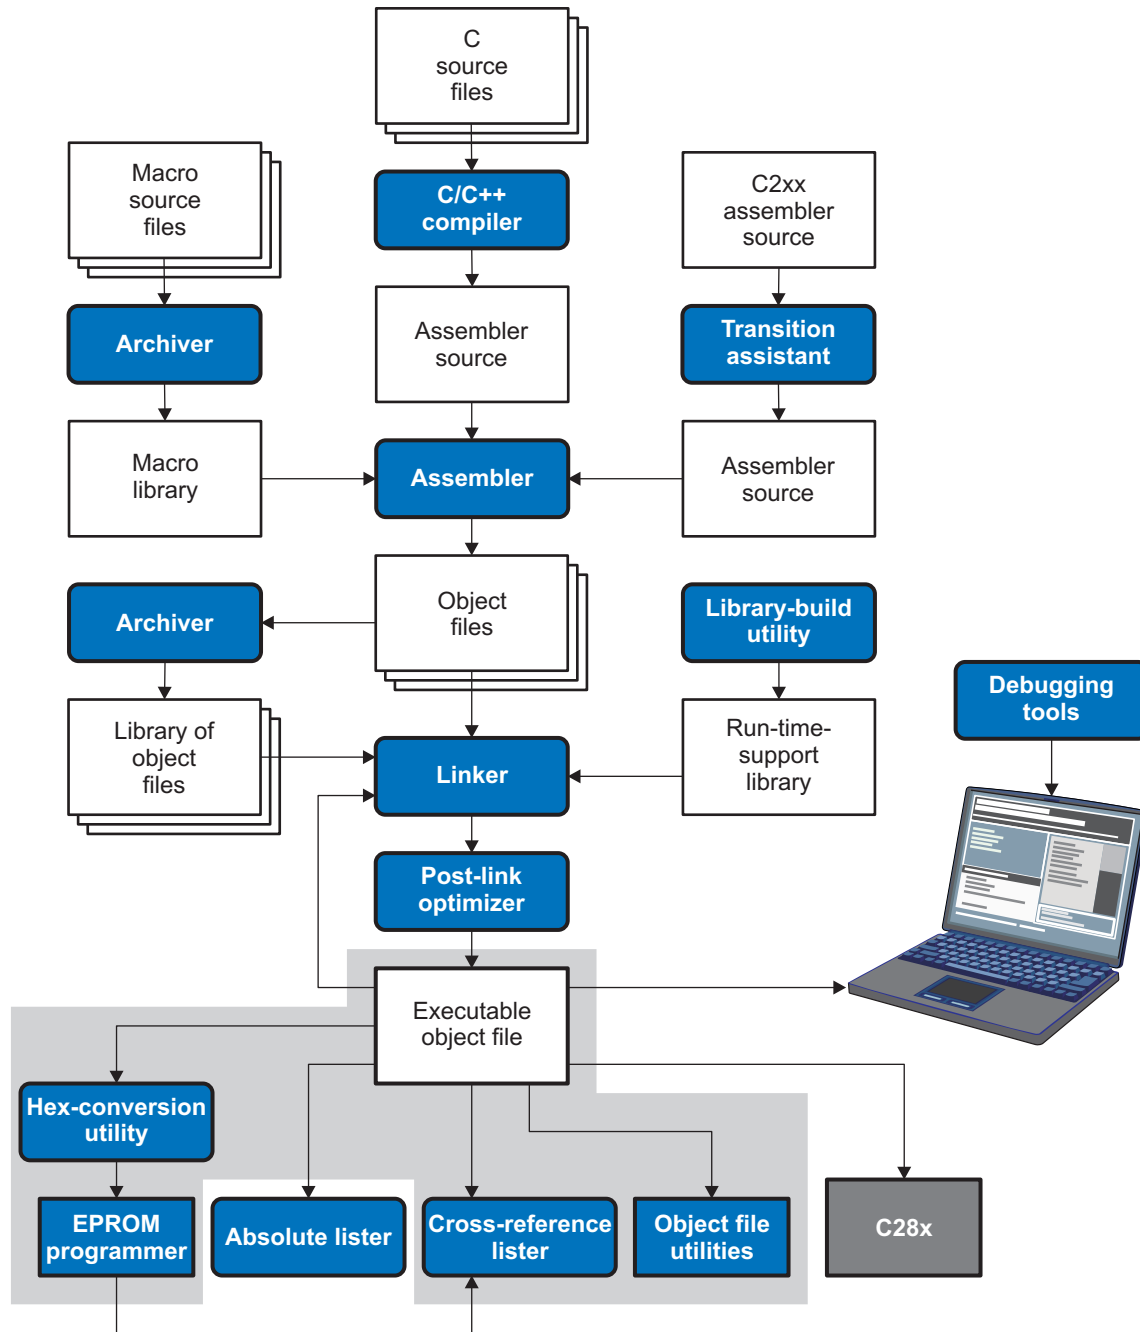 C
source
files
Macro
source
files
C/C++
compiler
C2xx
assembler
source
Archiver
Assembler
source
Transition
assistant
Macro
library
Assembler
Assembler
source
Archiver
Object
files
Library-build
utility
Debugging
tools
Library of
object
files
Linker
Run-time-
support
library
Post-link
optimizer
Executable
object file
Hex-conversion
utility
EPROM
programmer
Absolute lister
Cross-reference
lister
Object file
utilities
C28x